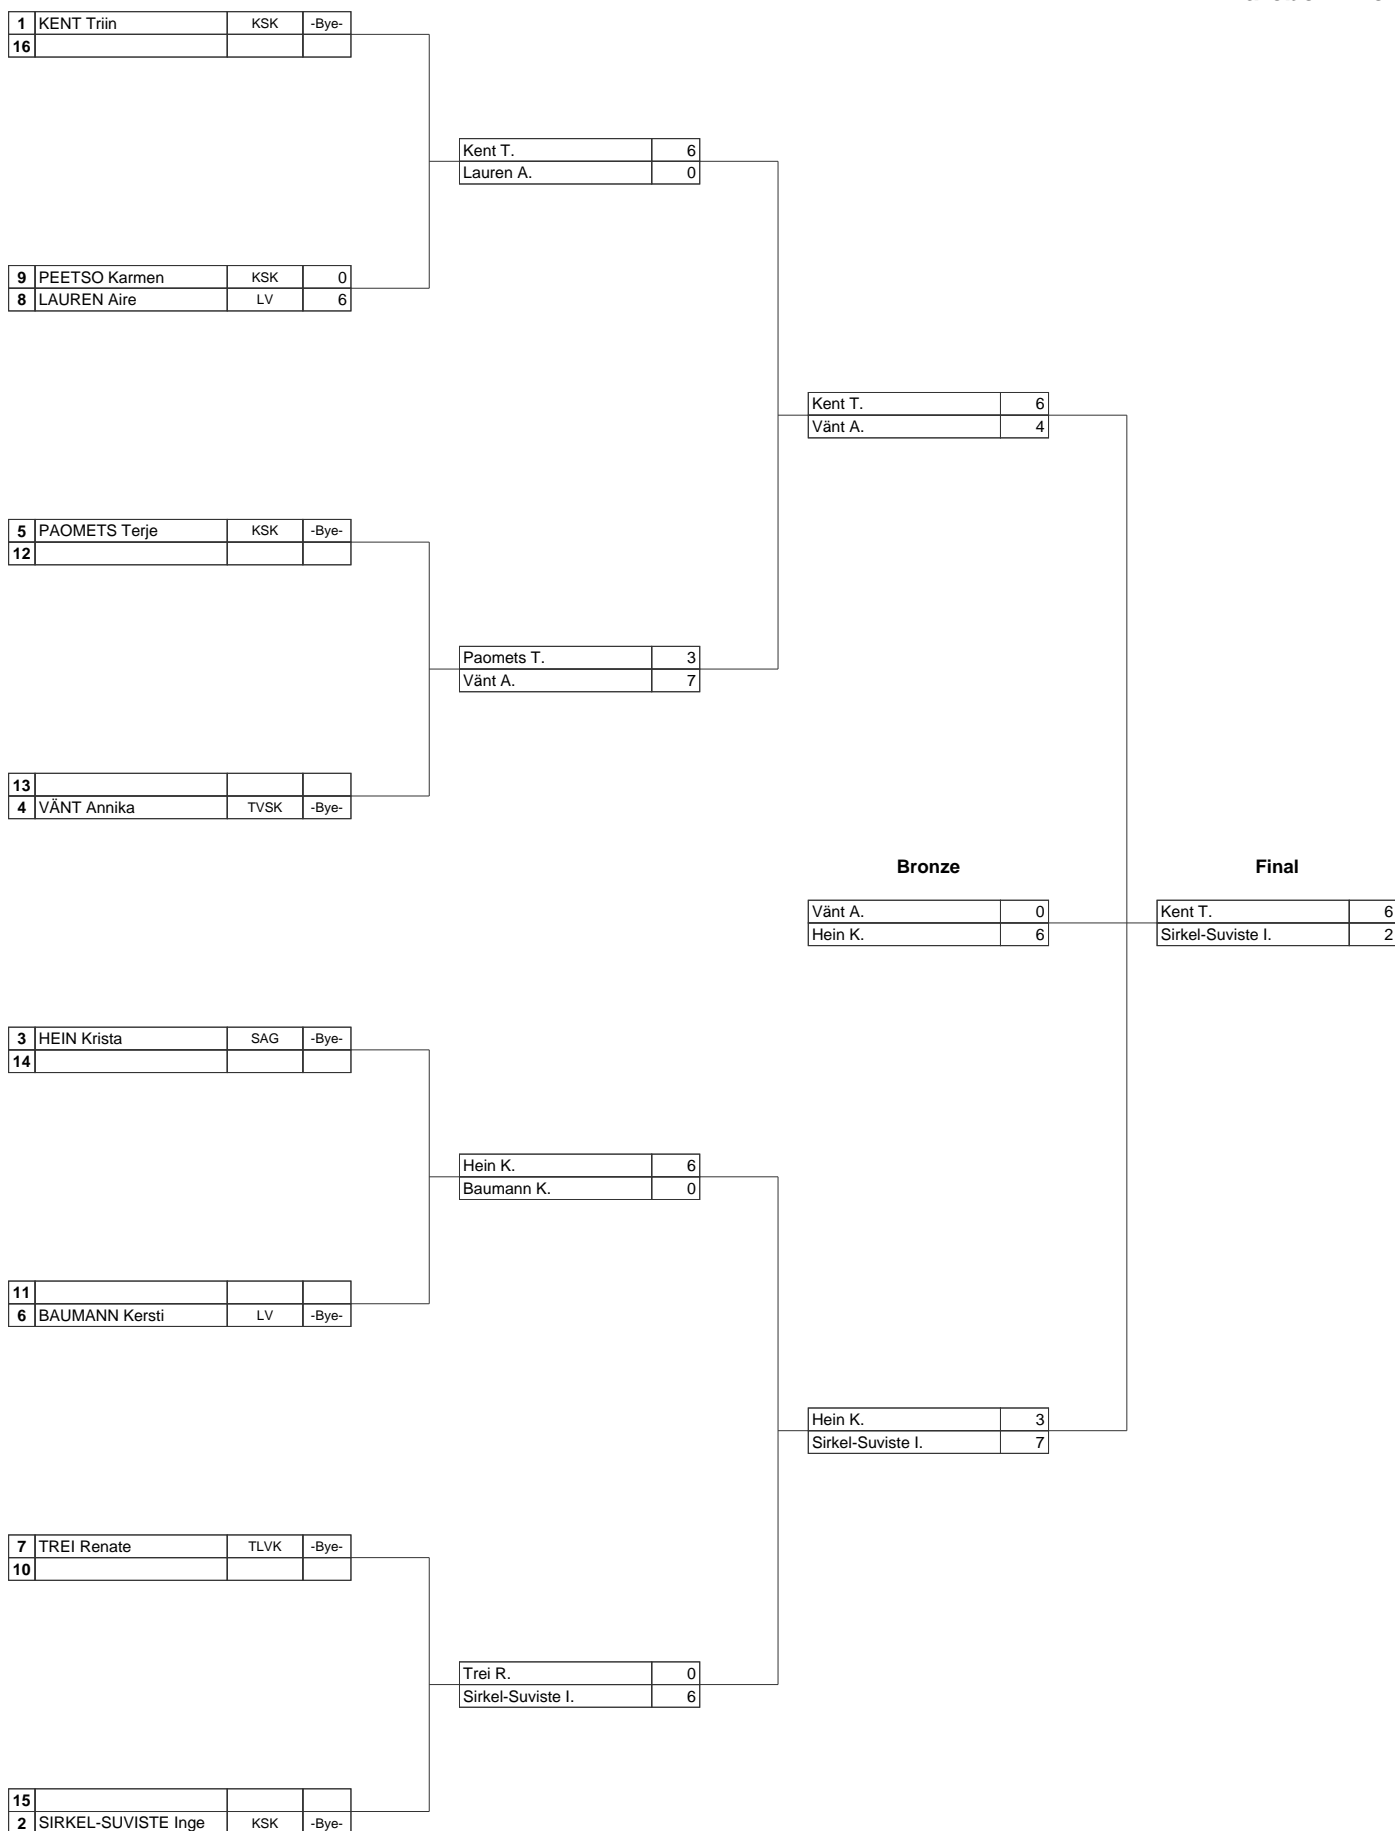 1 KENT Triin KSK -Bye-
16
Kent T. 6
Lauren A. 0
9 PEETSO Karmen KSK 0
8 LAUREN Aire LV 6
Kent T. 6
Vänt A. 4
5 PAOMETS Terje KSK -Bye-
12
Paomets T. 3
Vänt A. 7
13
4 VÄNT Annika TVSK -Bye-
Bronze Final
Vänt A. 0 Kent T. 6
Hein K. 6 Sirkel-Suviste I. 2
3 HEIN Krista SAG -Bye-
14
Hein K. 6
Baumann K. 0
11
6 BAUMANN Kersti LV -Bye-
Hein K. 3
Sirkel-Suviste I. 7
7 TREI Renate TLVK -Bye-
10
Trei R. 0
Sirkel-Suviste I. 6
15
2 SIRKEL-SUVISTE Inge KSK -Bye-